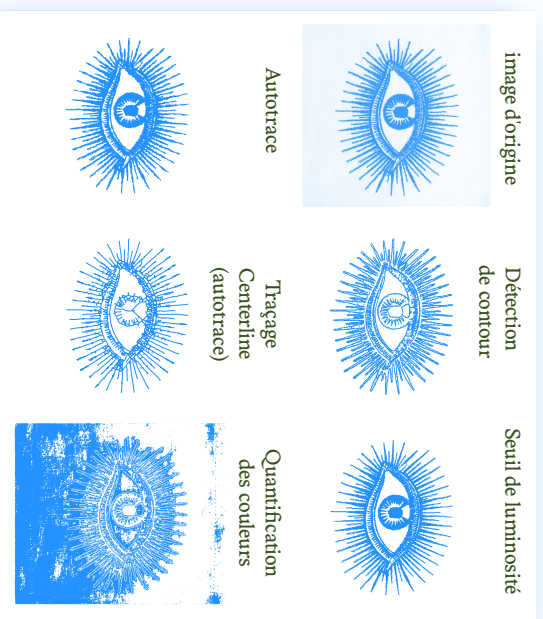 image d'origine
Détection
de contour
Seuil de luminosité
Autotrace
Traçage
Centerline
(autotrace)
Quantification
des couleurs